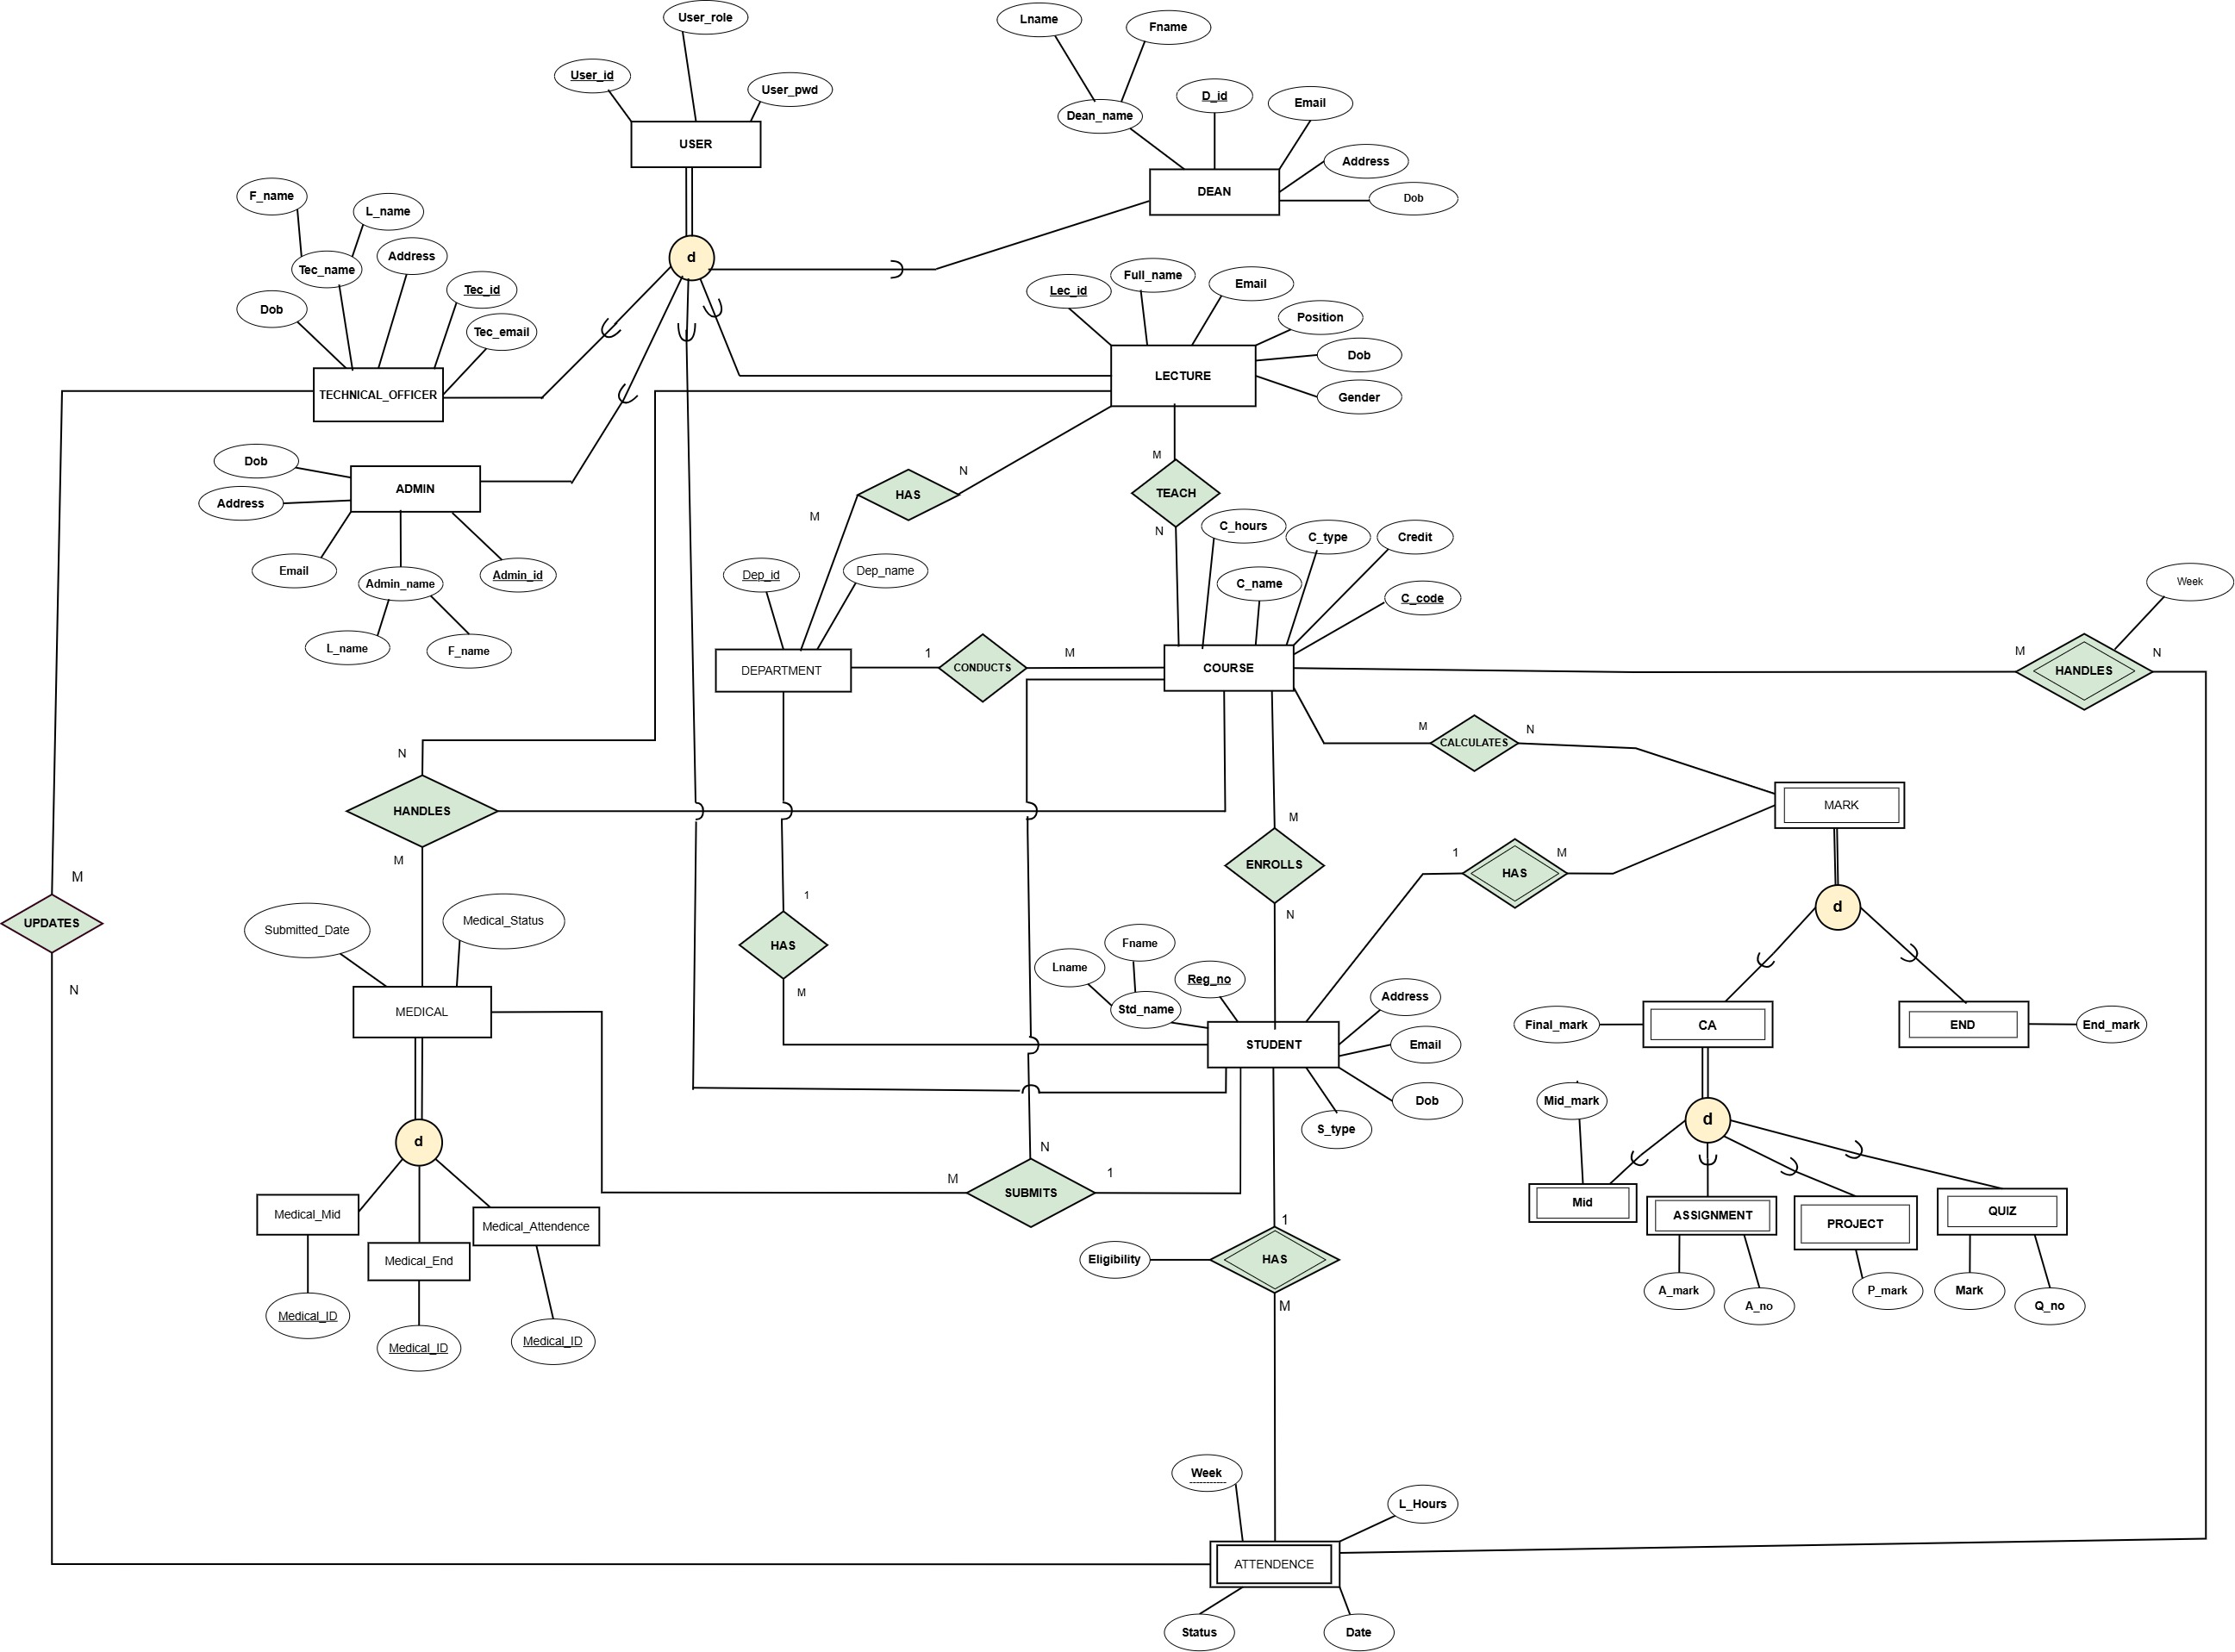 User_role
Lname
Fname
User_id
User_pwd
Dean_name
D_id
Email
USER
Address
DEAN
Dob
F_name
L_name
Tec_name
Address
d
Tec_id
Dob
Tec_email
Lec_id
Full_name
Email
Position
TECHNICAL_OFFICER
LECTURE
Dob
Gender
Dob
Address
ADMIN
Email
Admin_name
Admin_id
L_name
F_name
HAS
N
M
M
TEACH
N
C_hours
C_type
Credit
C_name
C_code
Dep_id
Dep_name
Week
DEPARTMENT
1
CONDUCTS
M
COURSE
M
HANDLES
N
M
CALCULATES
N
N
HANDLES
M
MARK
M
ENROLLS
N
1
HAS
M
d
M
UPDATES
N
Submitted_Date
Medical_Status
1
HAS
M
Lname
Fname
Reg_no
Std_name
Address
MEDICAL
STUDENT
Email
Dob
S_type
Final_mark
CA
END
End_mark
Mid_mark
d
d
Medical_Mid
Medical_End
Medical_Attendence
Medical_ID
Medical_ID
Medical_ID
N
M
SUBMITS
1
Mid
ASSIGNMENT
PROJECT
QUIZ
A_mark
A_no
P_mark
Mark
Q_no
1
Eligibility
HAS
M
Week
L_Hours
ATTENDENCE
Status
Date